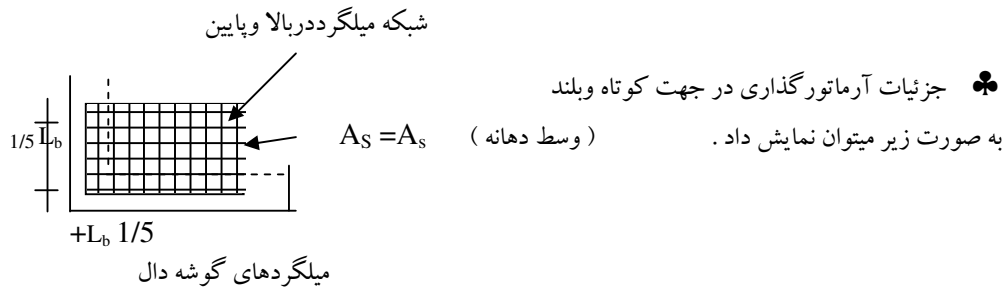 شبکه میلگرددربالا وپایین
♣ جزئیات آرماتورگذاری در جهت کوتاه وبلند
به صورت زیر میتوان نمایش داد . ( وسط دهانه ) AS =As
1/5 Lb
+Lb 1/5
میلگردهای گوشه دال